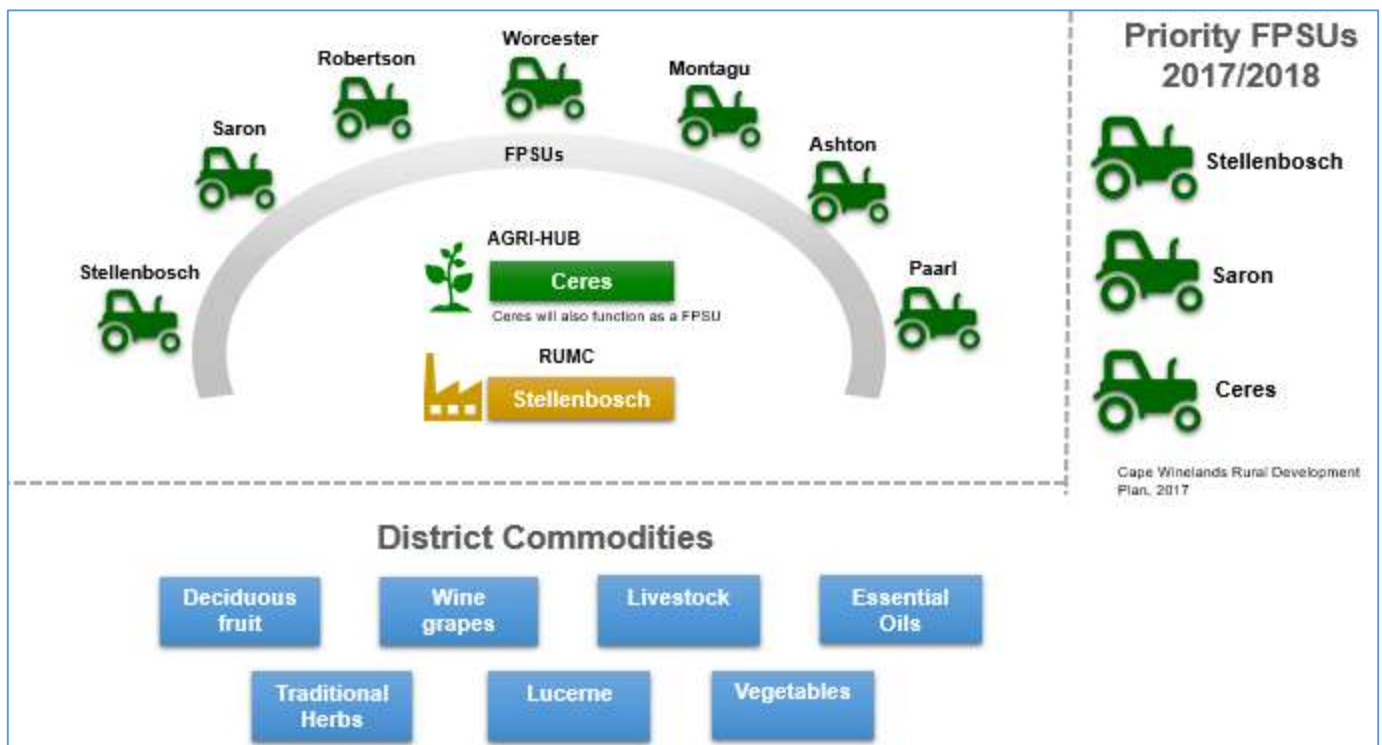 Worcester
Robertson
Montagu
Saron
Ashton
FPSUs
Stellenbosch
Paarl
AGRI-HUB
Ceres
Ceres will also function as a FPSU
RUMC
Stellenbosch
Priority FPSUs
2017/2018
Stellenbosch
Saron
Ceres
Cape Winelands Rural Development
Plan, 2017
District Commodities
Deciduous
fruit
Wine
grapes
Livestock
Essential
Oils
Traditional
Herbs
Lucerne
Vegetables